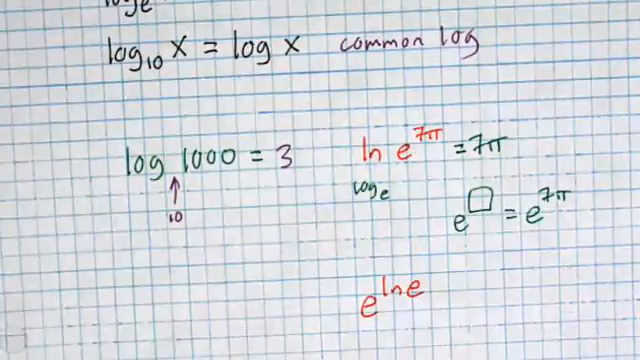 log₁₀ x = log x common log
log 1000 = 3
10
ln e^7π = 7π
logₑ
e^□ = e^7π
e^ln e